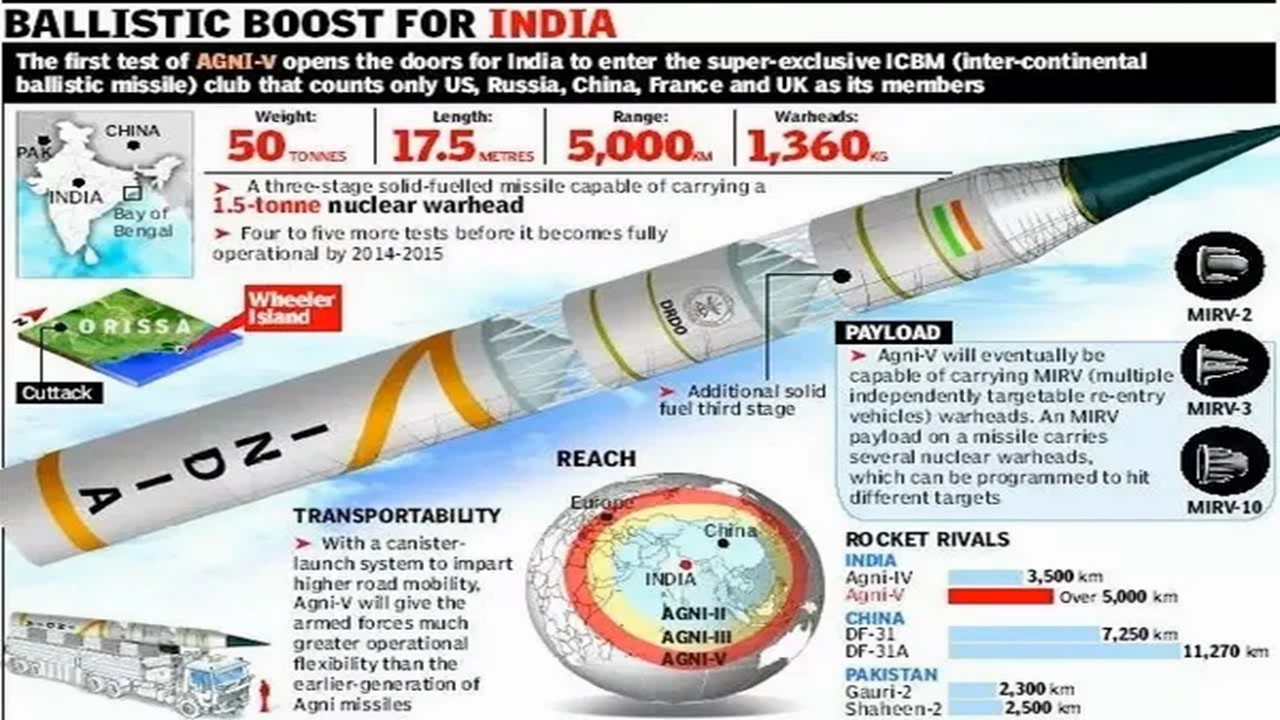 BALLISTIC BOOST FOR INDIA
The first test of AGNI-V opens the doors for India to enter the super-exclusive ICBM (inter-continental
ballistic missile) club that counts only US, Russia, China, France and UK as its members
CHINA
PAK
INDIA
Bay of
Bengal
Weight:
50 TONNES
Length:
17.5 METRES
Range:
5,000 KM
Warheads:
1,360 KG
➤ A three-stage solid-fuelled missile capable of carrying a
1.5-tonne nuclear warhead
➤ Four to five more tests before it becomes fully
operational by 2014-2015
Wheeler
Island
ORISSA
Cuttack
INDIA
DRDO
➤ Additional solid
fuel third stage
PAYLOAD
➤ Agni-V will eventually be
capable of carrying MIRV (multiple
independently targetable re-entry
vehicles) warheads. An MIRV
payload on a missile carries
several nuclear warheads,
which can be programmed to hit
different targets
MIRV-2
MIRV-3
MIRV-10
TRANSPORTABILITY
➤ With a canister-
launch system to impart
higher road mobility,
Agni-V will give the
armed forces much
greater operational
flexibility than the
earlier-generation of
Agni missiles
REACH
Europe
China
INDIA
AGNI-II
AGNI-III
AGNI-V
ROCKET RIVALS
INDIA
Agni-IV 3,500 km
Agni-V Over 5,000 km
CHINA
DF-31 7,250 km
DF-31A 11,270 km
PAKISTAN
Gauri-2 2,300 km
Shaheen-2 2,500 km